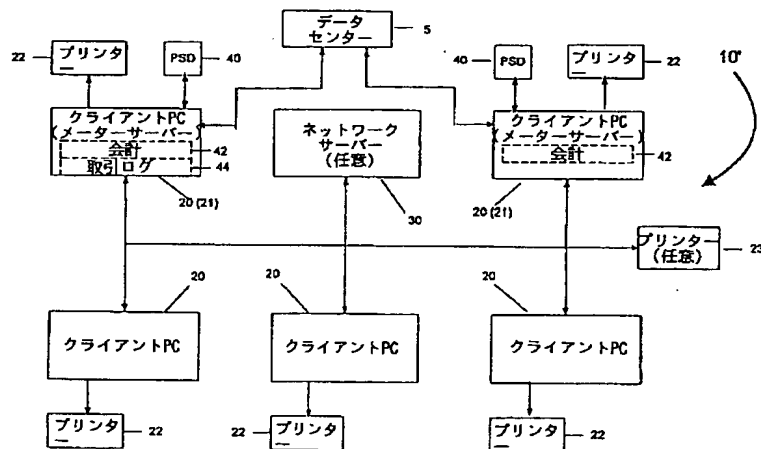 データ
センター
5
22
プリンタ
PSD
40
40
PSD
プリンタ
22
10'
クライアントPC
(メーターサーバー)
会計
42
取引ログ
44
20(21)
ネットワーク
サーバー
(任意)
30
クライアントPC
(メーターサーバー)
会計
42
20(21)
プリンター
(任意)
23
20
クライアントPC
プリンタ
22
20
クライアントPC
22
プリンタ
20
クライアントPC
プリンタ
22